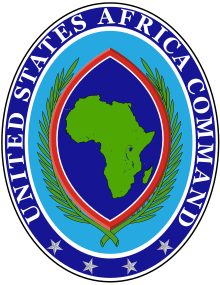 UNITED STATES AFRICA COMMAND